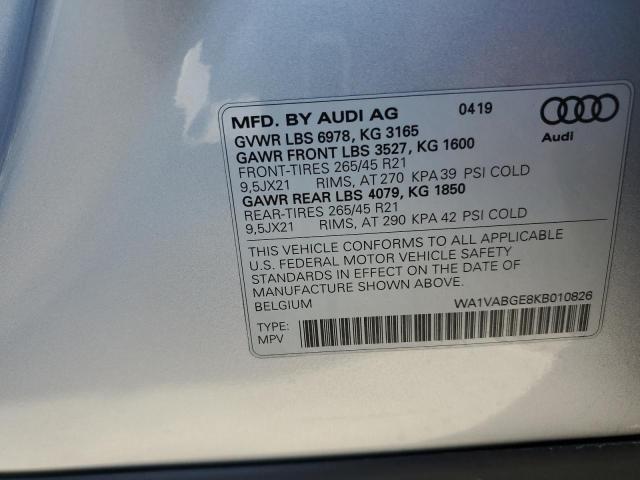 MFD. BY AUDI AG 0419
GVWR LBS 6978, KG 3165
GAWR FRONT LBS 3527, KG 1600
FRONT-TIRES 265/45 R21
9,5JX21 RIMS, AT 270 KPA 39 PSI COLD
GAWR REAR LBS 4079, KG 1850
REAR-TIRES 265/45 R21
9,5JX21 RIMS, AT 290 KPA 42 PSI COLD
Audi
THIS VEHICLE CONFORMS TO ALL APPLICABLE
U.S. FEDERAL MOTOR VEHICLE SAFETY
STANDARDS IN EFFECT ON THE DATE OF
MANUFACTURE SHOWN ABOVE.
BELGIUM WA1VABGE8KB010826
TYPE:
MPV